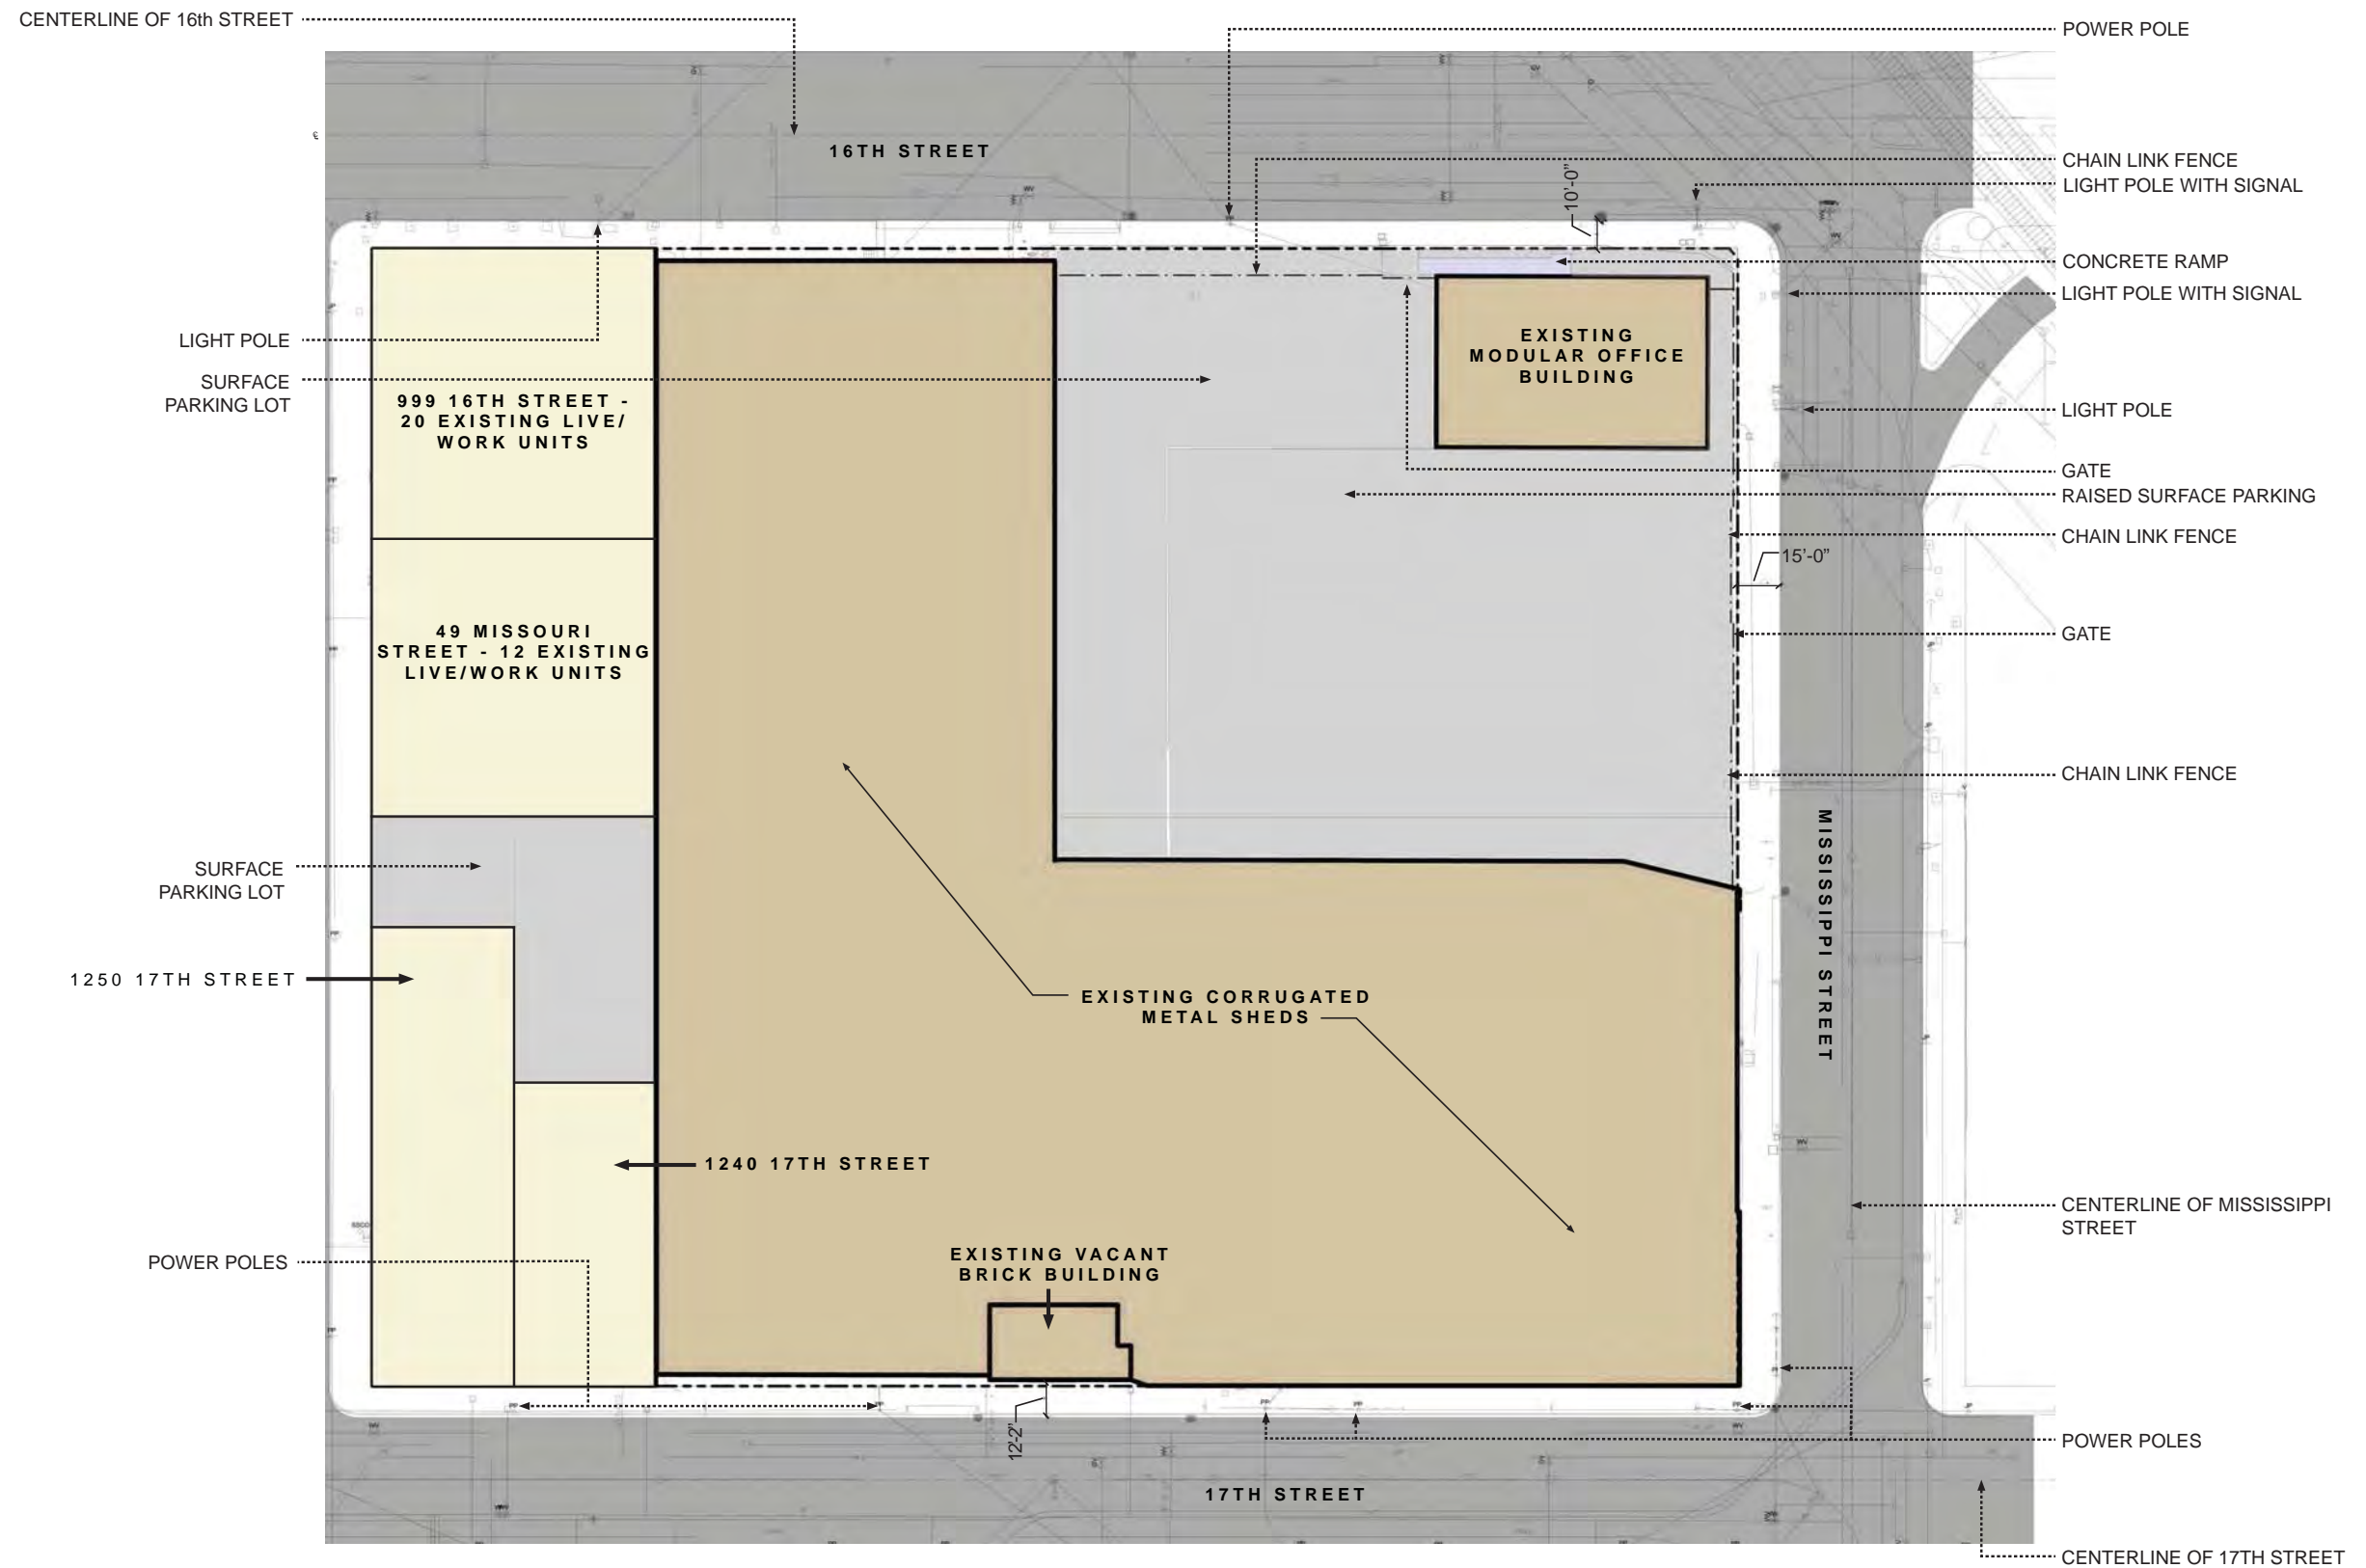 CENTERLINE OF 16th STREET
POWER POLE
16TH STREET
CHAIN LINK FENCE
LIGHT POLE WITH SIGNAL
10'-0"
CONCRETE RAMP
LIGHT POLE WITH SIGNAL
LIGHT POLE
SURFACE
PARKING LOT
999 16TH STREET -
20 EXISTING LIVE/
WORK UNITS
EXISTING
MODULAR OFFICE
BUILDING
LIGHT POLE
GATE
RAISED SURFACE PARKING
CHAIN LINK FENCE
15'-0"
49 MISSOURI
STREET - 12 EXISTING
LIVE/WORK UNITS
GATE
CHAIN LINK FENCE
MISSISSIPPI STREET
SURFACE
PARKING LOT
1250 17TH STREET
EXISTING CORRUGATED
METAL SHEDS
1240 17TH STREET
CENTERLINE OF MISSISSIPPI
STREET
POWER POLES
EXISTING VACANT
BRICK BUILDING
12'-2"
POWER POLES
17TH STREET
CENTERLINE OF 17TH STREET